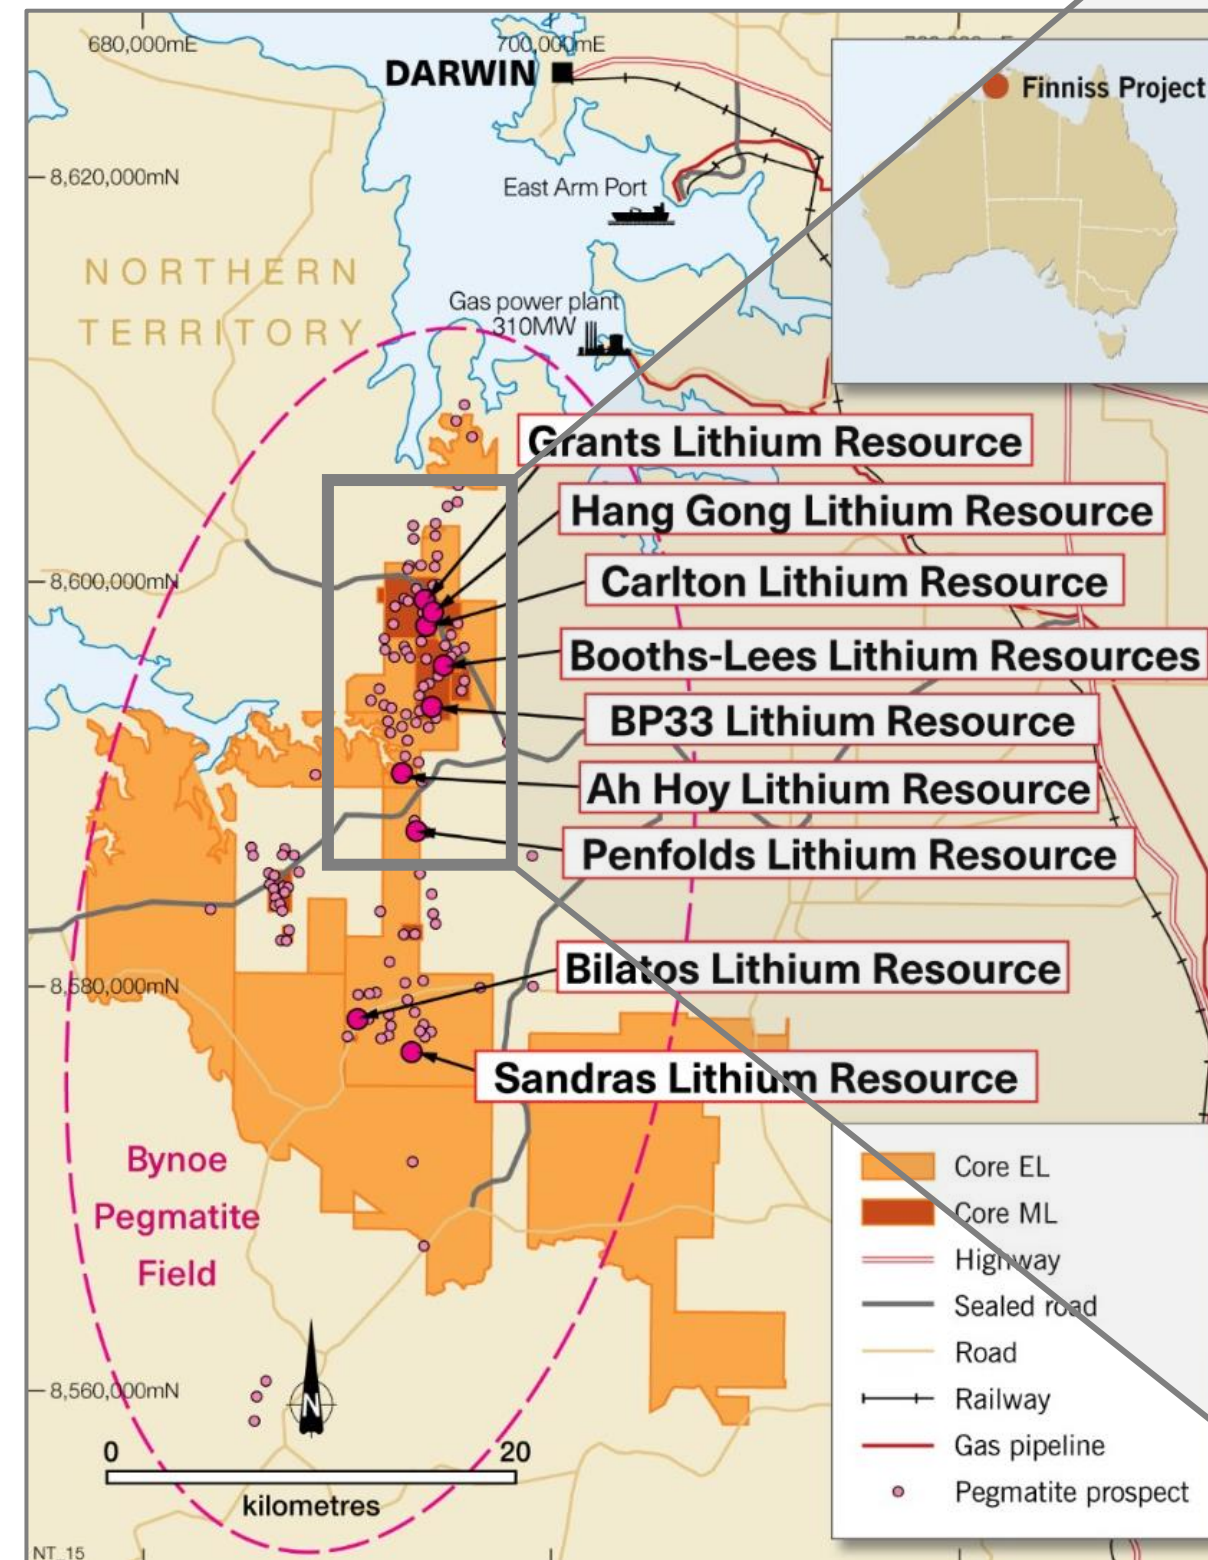 680,000mE
700,000mE
DARWIN
Finniss Project
8,620,000mN
East Arm Port
NORTHERN
TERRITORY
Gas power plant
310MW
Grants Lithium Resource
Hang Gong Lithium Resource
8,600,000mN
Carlton Lithium Resource
Booths-Lees Lithium Resources
BP33 Lithium Resource
Ah Hoy Lithium Resource
Penfolds Lithium Resource
Bilatos Lithium Resource
8,580,000mN
Sandras Lithium Resource
Bynoe
Pegmatite
Field
Core EL
Core ML
Highway
Sealed road
Road
Railway
Gas pipeline
Pegmatite prospect
8,560,000mN
N
0 20
kilometres
NT_15